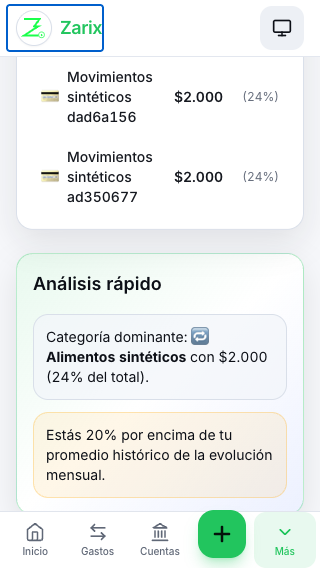 Zarix
Movimientos
sintéticos
dad6a156
$2.000
(24%)
Movimientos
sintéticos
ad350677
$2.000
(24%)
Análisis rápido
Categoría dominante:
Alimentos sintéticos con $2.000
(24% del total).
Estás 20% por encima de tu
promedio histórico de la evolución
mensual.
Inicio
Gastos
Cuentas
Más